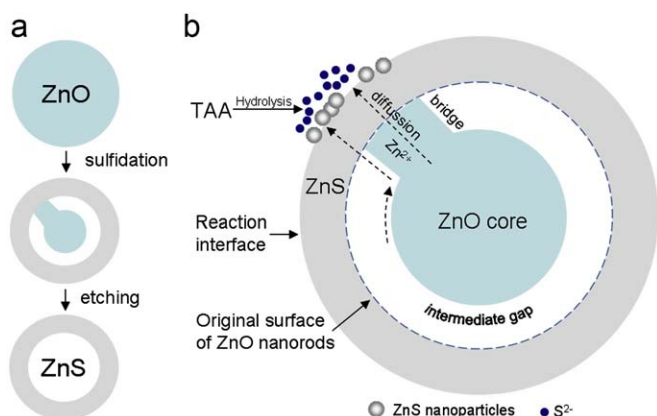 a
ZnO
sulfidation
etching
ZnS
b
TAA
Hydrolysis
diffussion
bridge
Zn2+
ZnS
ZnO core
Reaction
interface
intermediate gap
Original surface
of ZnO nanorods
ZnS nanoparticles
S2-